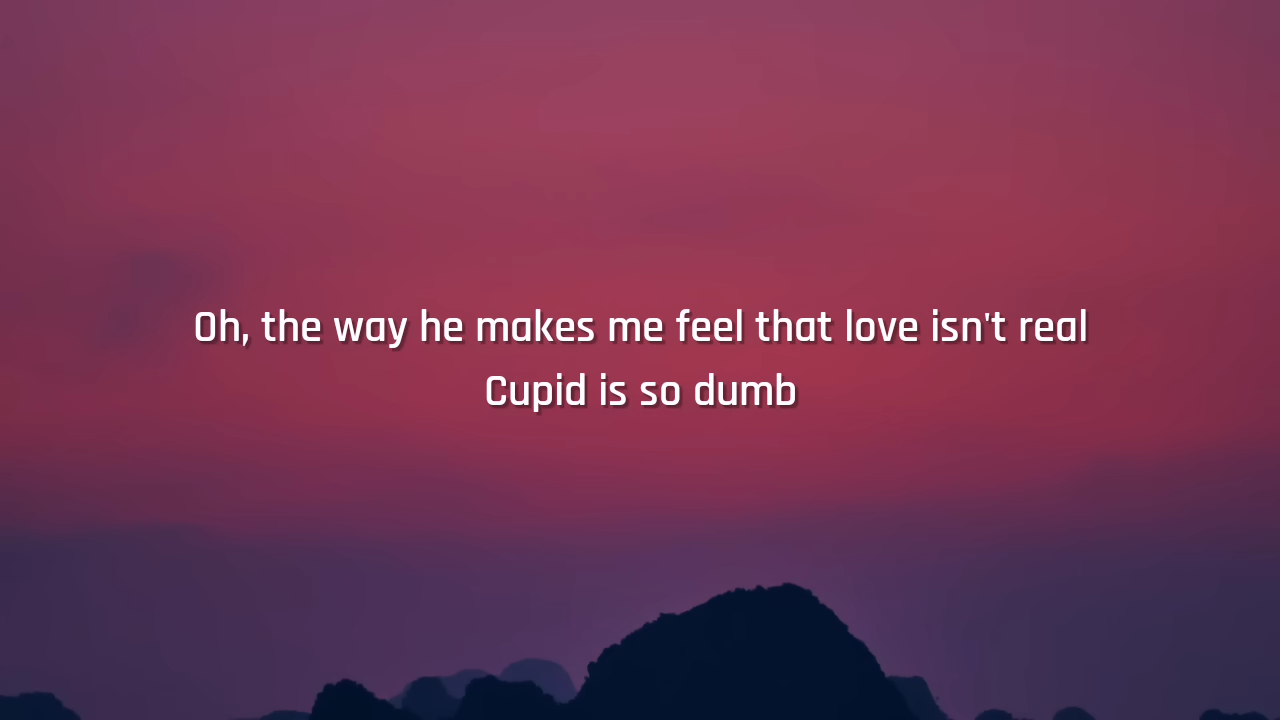 Oh, the way he makes me feel that love isn't real
Cupid is so dumb